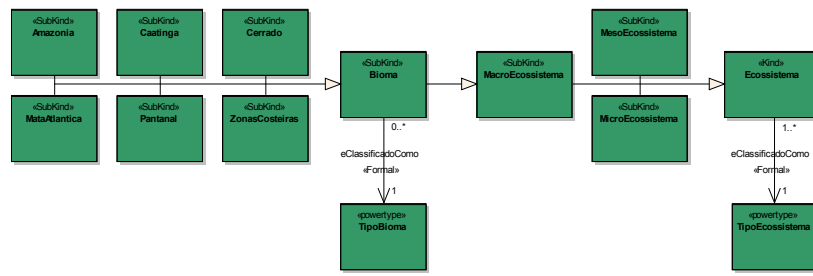 «SubKind»
Amazonia
«SubKind»
Caatinga
«SubKind»
Cerrado
«SubKind»
MataAtlantica
«SubKind»
Pantanal
«SubKind»
ZonasCosteiras
«SubKind»
Bioma
«SubKind»
MacroEcossistema
«SubKind»
MesoEcossistema
«SubKind»
MicroEcossistema
«Kind»
Ecossistema
0..*
eClassificadoComo
«Formal»
1
«powertype»
TipoBioma
1..*
eClassificadoComo
«Formal»
1
«powertype»
TipoEcossistema